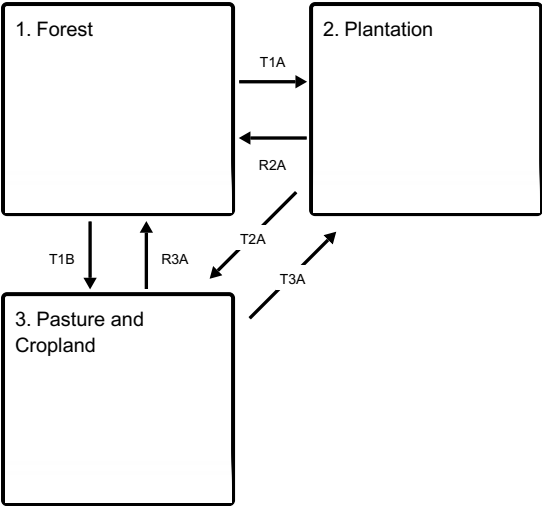 1. Forest
2. Plantation
T1A
R2A
T2A
T1B
R3A
T3A
3. Pasture and
Cropland